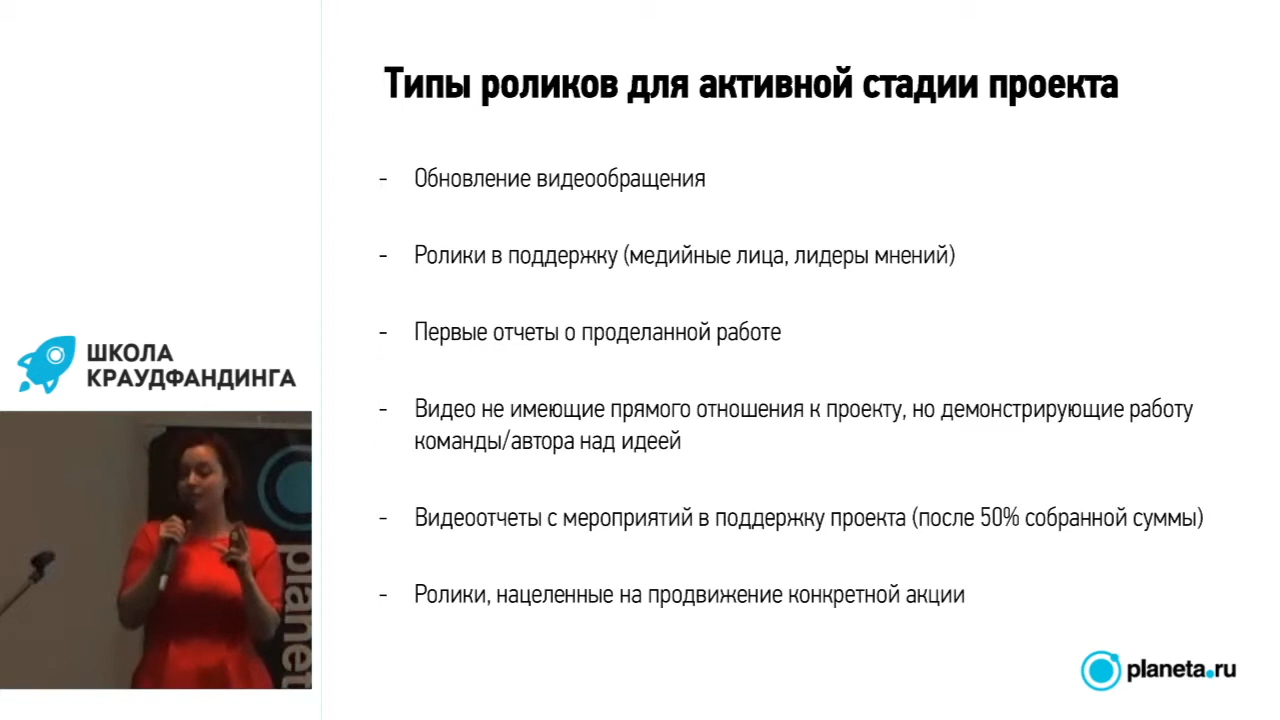 Типы роликов для активной стадии проекта
- Обновление видеообращения
- Ролики в поддержку (медийные лица, лидеры мнений)
- Первые отчеты о проделанной работе
- Видео не имеющие прямого отношения к проекту, но демонстрирующие работу
команды/автора над идеей
- Видеоотчеты с мероприятий в поддержку проекта (после 50% собранной суммы)
- Ролики, нацеленные на продвижение конкретной акции
ШКОЛА
КРАУДФАНДИНГА
planet
planeta.ru